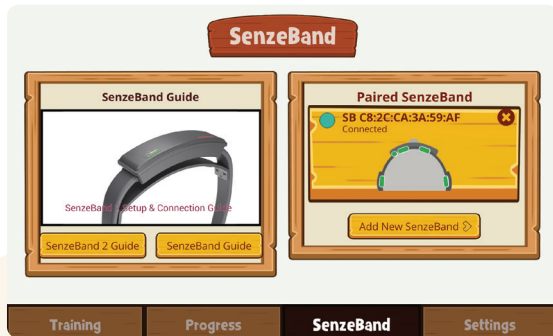 SenzeBand
SenzeBand Guide
SenzeBand Setup & Connection Guide
SenzeBand 2 Guide
SenzeBand Guide
Paired SenzeBand
SB C8:2C:CA:3A:59:AF
Connected
Add New SenzeBand
Training
Progress
SenzeBand
Settings